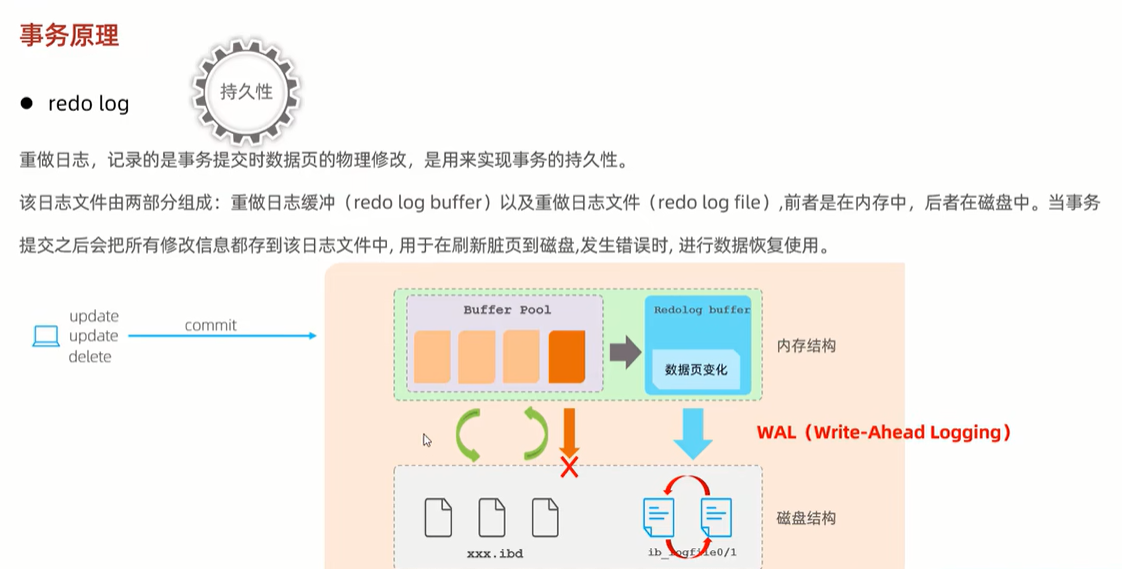 事务原理
持久性
redo log
重做日志，记录的是事务提交时数据页的物理修改，是用来实现事务的持久性。
该日志文件由两部分组成：重做日志缓冲（redo log buffer）以及重做日志文件（redo log file）,前者是在内存中，后者在磁盘中。当事务
提交之后会把所有修改信息都存到该日志文件中, 用于在刷新脏页到磁盘,发生错误时, 进行数据恢复使用。
update
update
delete
commit
Buffer Pool
Redolog buffer
数据页变化
内存结构
WAL（Write-Ahead Logging）
xxx.ibd
ib_logfile0/1
磁盘结构